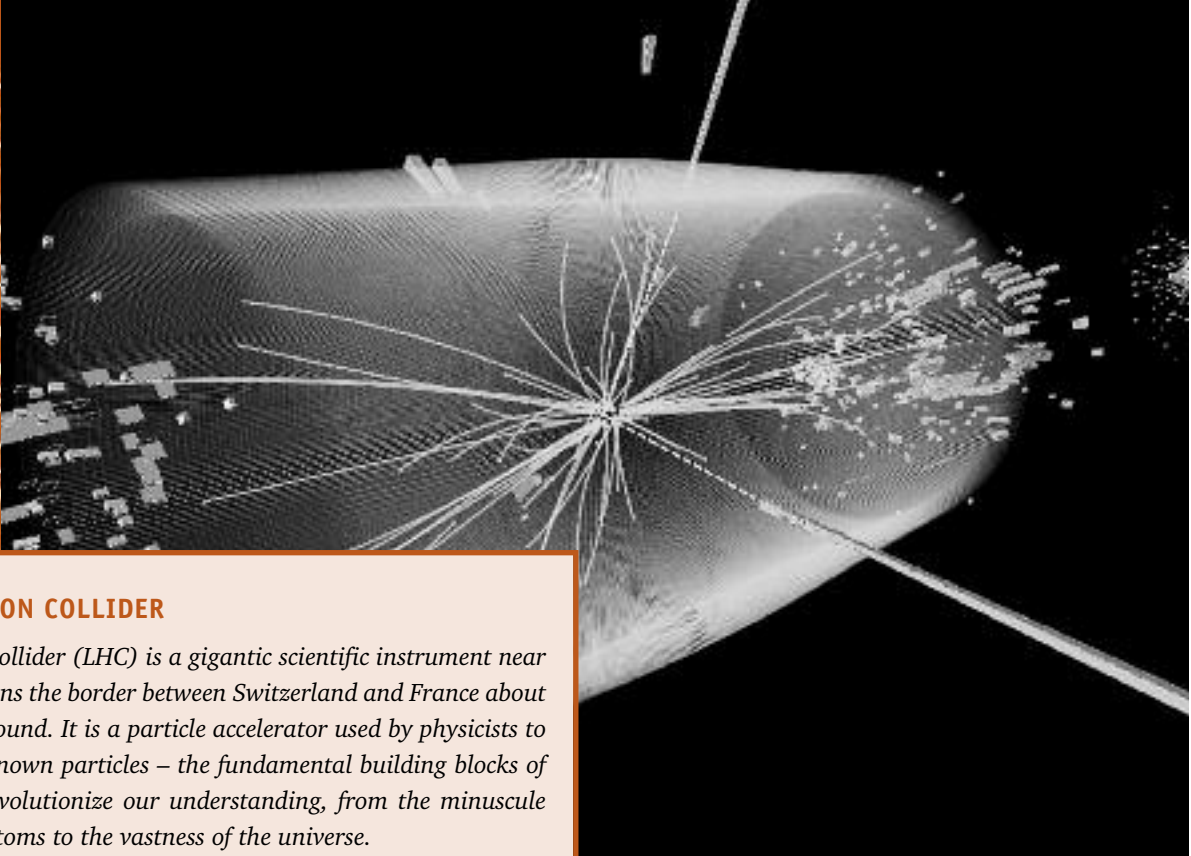 ON COLLIDER
ollider (LHC) is a gigantic scientific instrument near
ns the border between Switzerland and France about
ound. It is a particle accelerator used by physicists to
nown particles – the fundamental building blocks of
volutionize our understanding, from the minuscule
toms to the vastness of the universe.